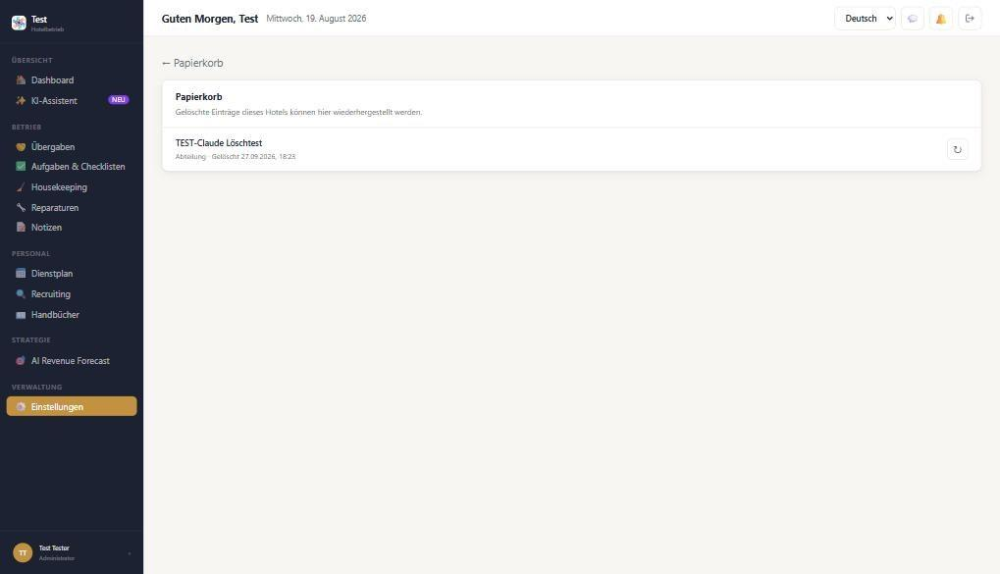 Test
Hotelbetrieb
Guten Morgen, Test Mittwoch, 19. August 2026
Deutsch
ÜBERSICHT
Dashboard
KI-Assistent NEU
BETRIEB
Übergaben
Aufgaben & Checklisten
Housekeeping
Reparaturen
Notizen
PERSONAL
Dienstplan
Recruiting
Handbücher
STRATEGIE
AI Revenue Forecast
VERWALTUNG
Einstellungen
TT
Test Tester
Administrator
← Papierkorb
Papierkorb
Gelöschte Einträge dieses Hotels können hier wiederhergestellt werden.
TEST-Claude Löschtest
Abteilung · Gelöscht 27.09.2026, 18:23